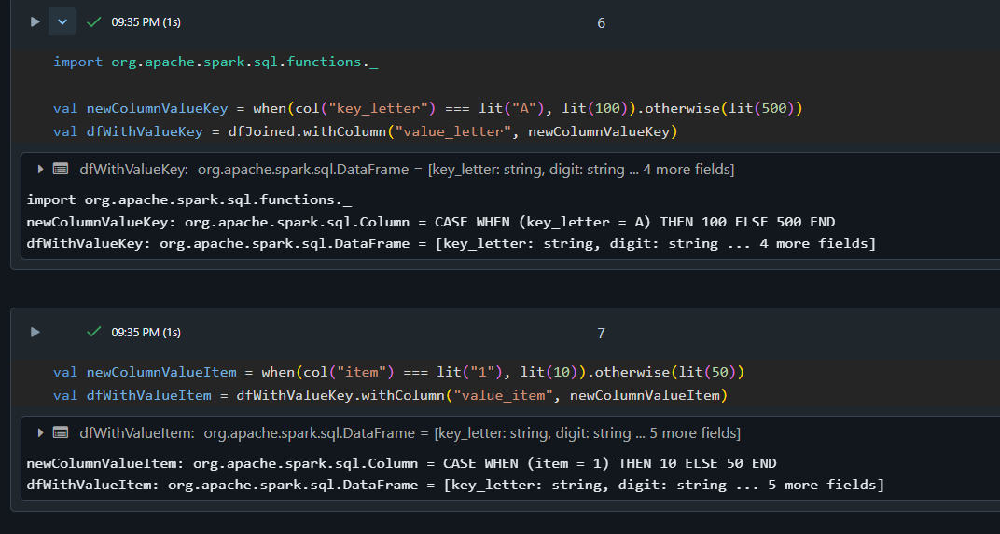 09:35 PM (1s)
6
import org.apache.spark.sql.functions._
val newColumnValueKey = when(col("key_letter") === lit("A"), lit(100)).otherwise(lit(500))
val dfWithValueKey = dfJoined.withColumn("value_letter", newColumnValueKey)
dfWithValueKey: org.apache.spark.sql.DataFrame = [key_letter: string, digit: string ... 4 more fields]
import org.apache.spark.sql.functions._
newColumnValueKey: org.apache.spark.sql.Column = CASE WHEN (key_letter = A) THEN 100 ELSE 500 END
dfWithValueKey: org.apache.spark.sql.DataFrame = [key_letter: string, digit: string ... 4 more fields]
09:35 PM (1s)
7
val newColumnValueItem = when(col("item") === lit("1"), lit(10)).otherwise(lit(50))
val dfWithValueItem = dfWithValueKey.withColumn("value_item", newColumnValueItem)
dfWithValueItem: org.apache.spark.sql.DataFrame = [key_letter: string, digit: string ... 5 more fields]
newColumnValueItem: org.apache.spark.sql.Column = CASE WHEN (item = 1) THEN 10 ELSE 50 END
dfWithValueItem: org.apache.spark.sql.DataFrame = [key_letter: string, digit: string ... 5 more fields]